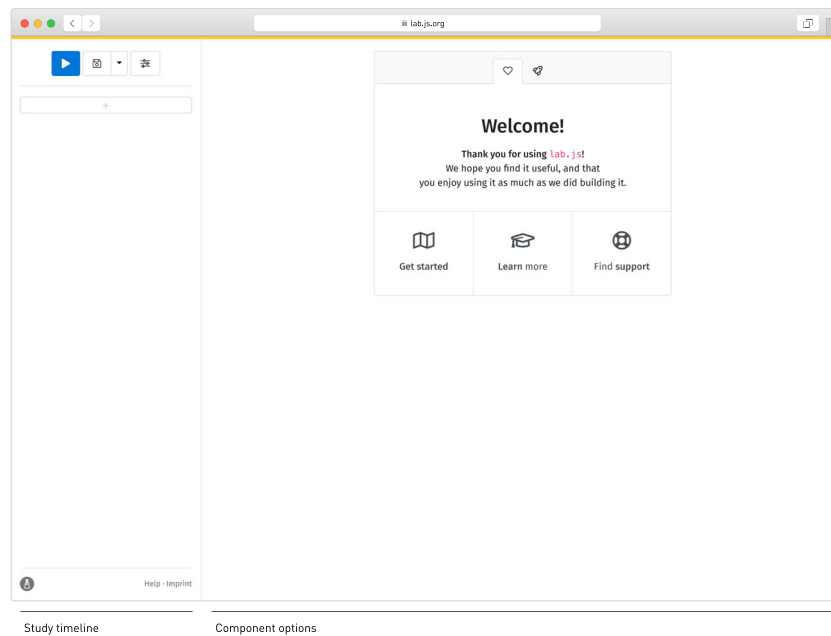 lab.js.org
+
Welcome!
Thank you for using lab.js!
We hope you find it useful, and that
you enjoy using it as much as we did building it.
Get started
Learn more
Find support
Help · Imprint
Study timeline
Component options